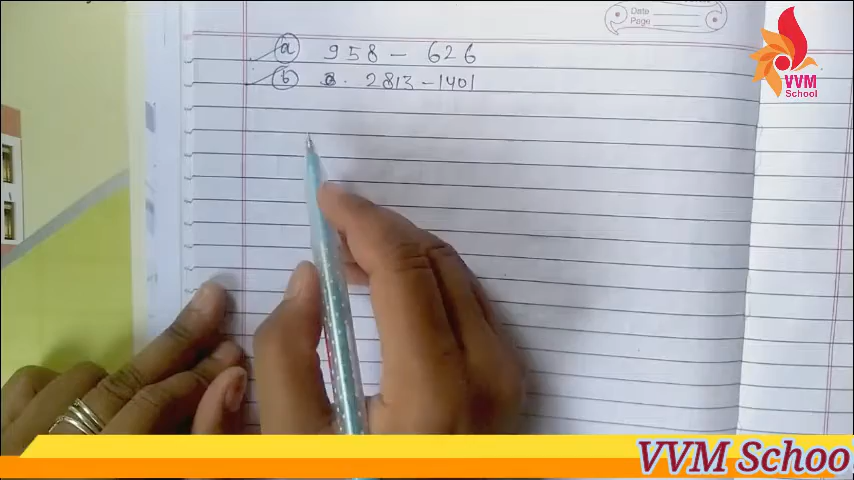 Date
Page
(a) 958 - 626
(b) 2813 - 1401
VVM
School
VVM Schoo